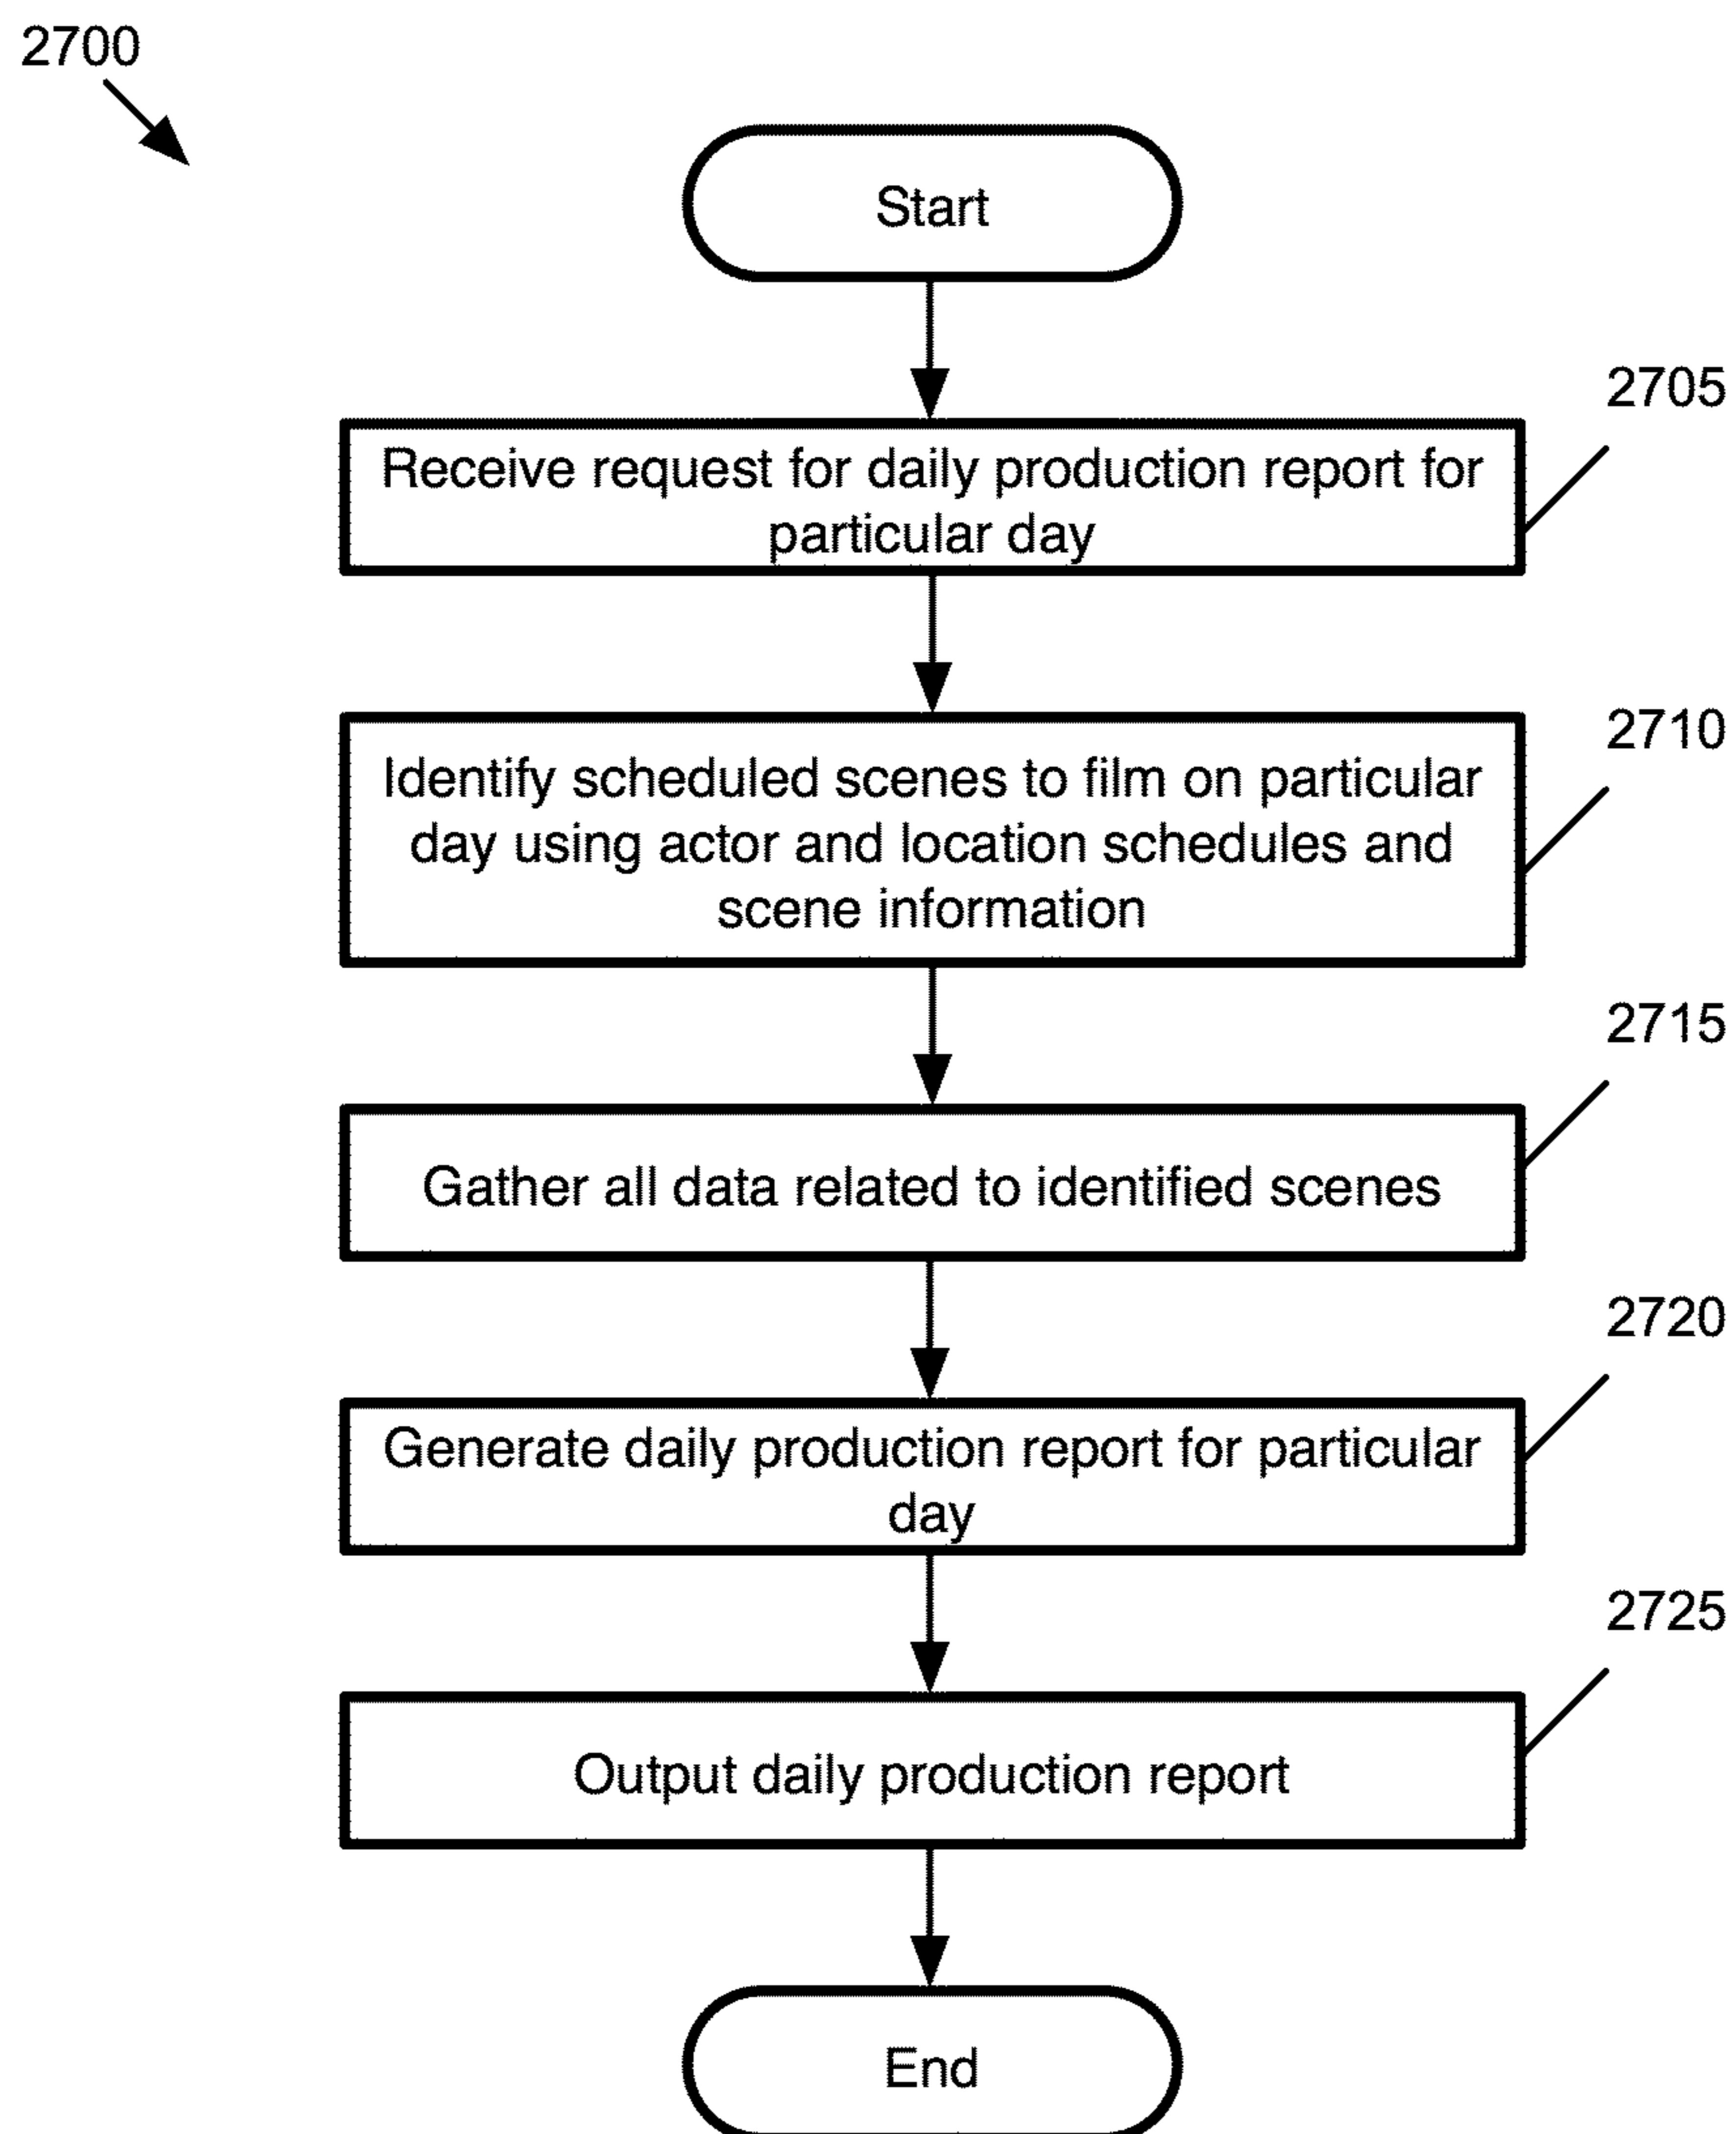 2700
Start
2705
Receive request for daily production report for
particular day
2710
Identify scheduled scenes to film on particular
day using actor and location schedules and
scene information
2715
Gather all data related to identified scenes
2720
Generate daily production report for particular
day
2725
Output daily production report
End